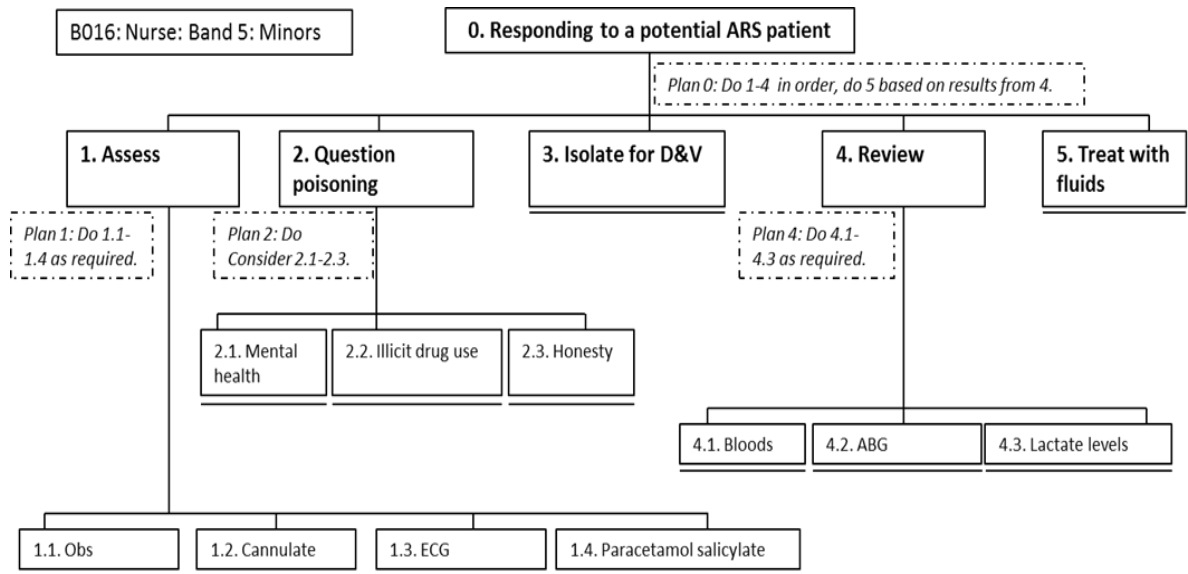 B016: Nurse: Band 5: Minors
0. Responding to a potential ARS patient
Plan 0: Do 1-4 in order, do 5 based on results from 4.
1. Assess
2. Question
poisoning
3. Isolate for D&V
4. Review
5. Treat with
fluids
Plan 1: Do 1.1-
1.4 as required.
Plan 2: Do
Consider 2.1-2.3.
Plan 4: Do 4.1-
4.3 as required.
2.1. Mental
health
2.2. Illicit drug use
2.3. Honesty
4.1. Bloods
4.2. ABG
4.3. Lactate levels
1.1. Obs
1.2. Cannulate
1.3. ECG
1.4. Paracetamol salicylate